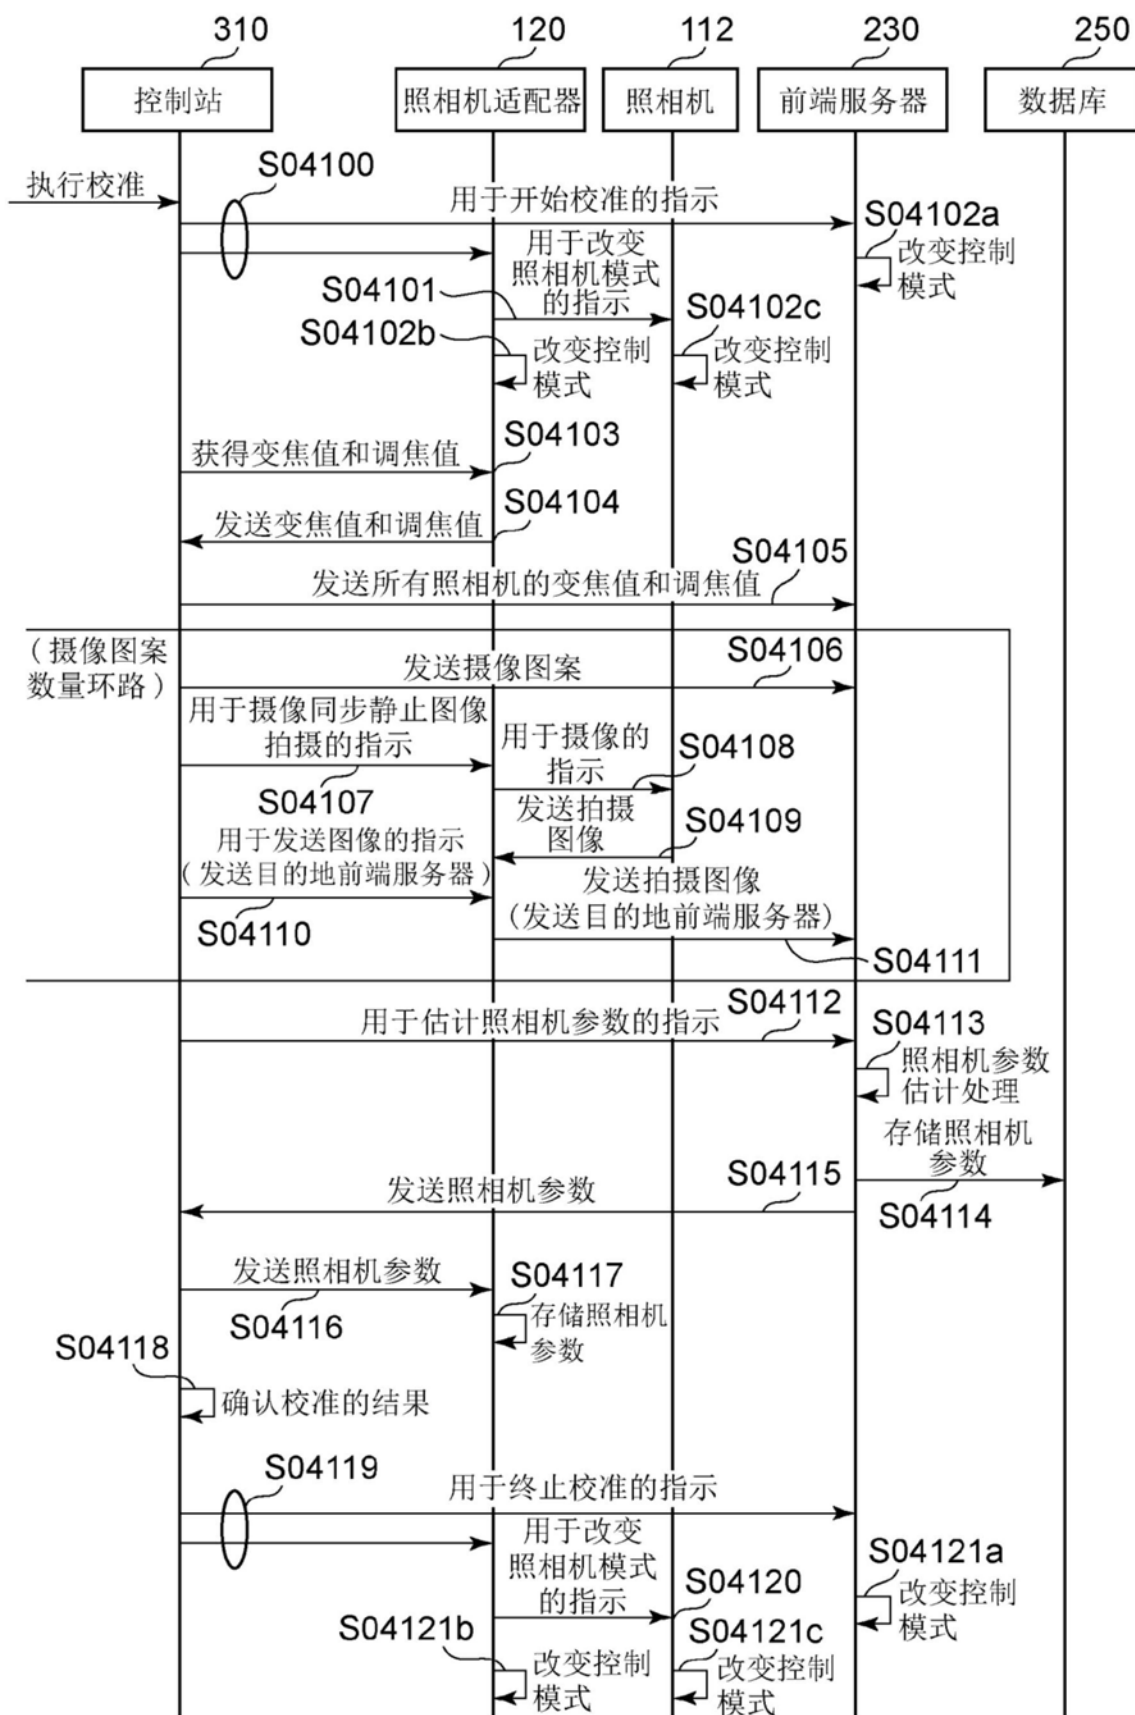 310
120
112
230
250
控制站
照相机适配器
照相机
前端服务器
数据库
执行校准
S04100
用于开始校准的指示
S04102a
改变控制
模式
用于改变
照相机模式
的指示
S04101
S04102b
改变控制
模式
S04102c
改变控制
模式
获得变焦值和调焦值
S04103
发送变焦值和调焦值
S04104
发送所有照相机的变焦值和调焦值
S04105
(摄像图案
数量环路)
发送摄像图案
S04106
用于摄像同步静止图像
拍摄的指示
S04107
用于摄像的
指示
S04108
发送拍摄
图像
S04109
用于发送图像的指示
(发送目的地前端服务器)
S04110
发送拍摄图像
(发送目的地前端服务器)
S04111
用于估计照相机参数的指示
S04112
S04113
照相机参数
估计处理
存储照相机
参数
S04114
发送照相机参数
S04115
发送照相机参数
S04116
S04117
存储照相机
参数
S04118
确认校准的结果
S04119
用于终止校准的指示
用于改变
照相机模式
的指示
S04120
S04121a
改变控制
模式
S04121b
改变控制
模式
S04121c
改变控制
模式